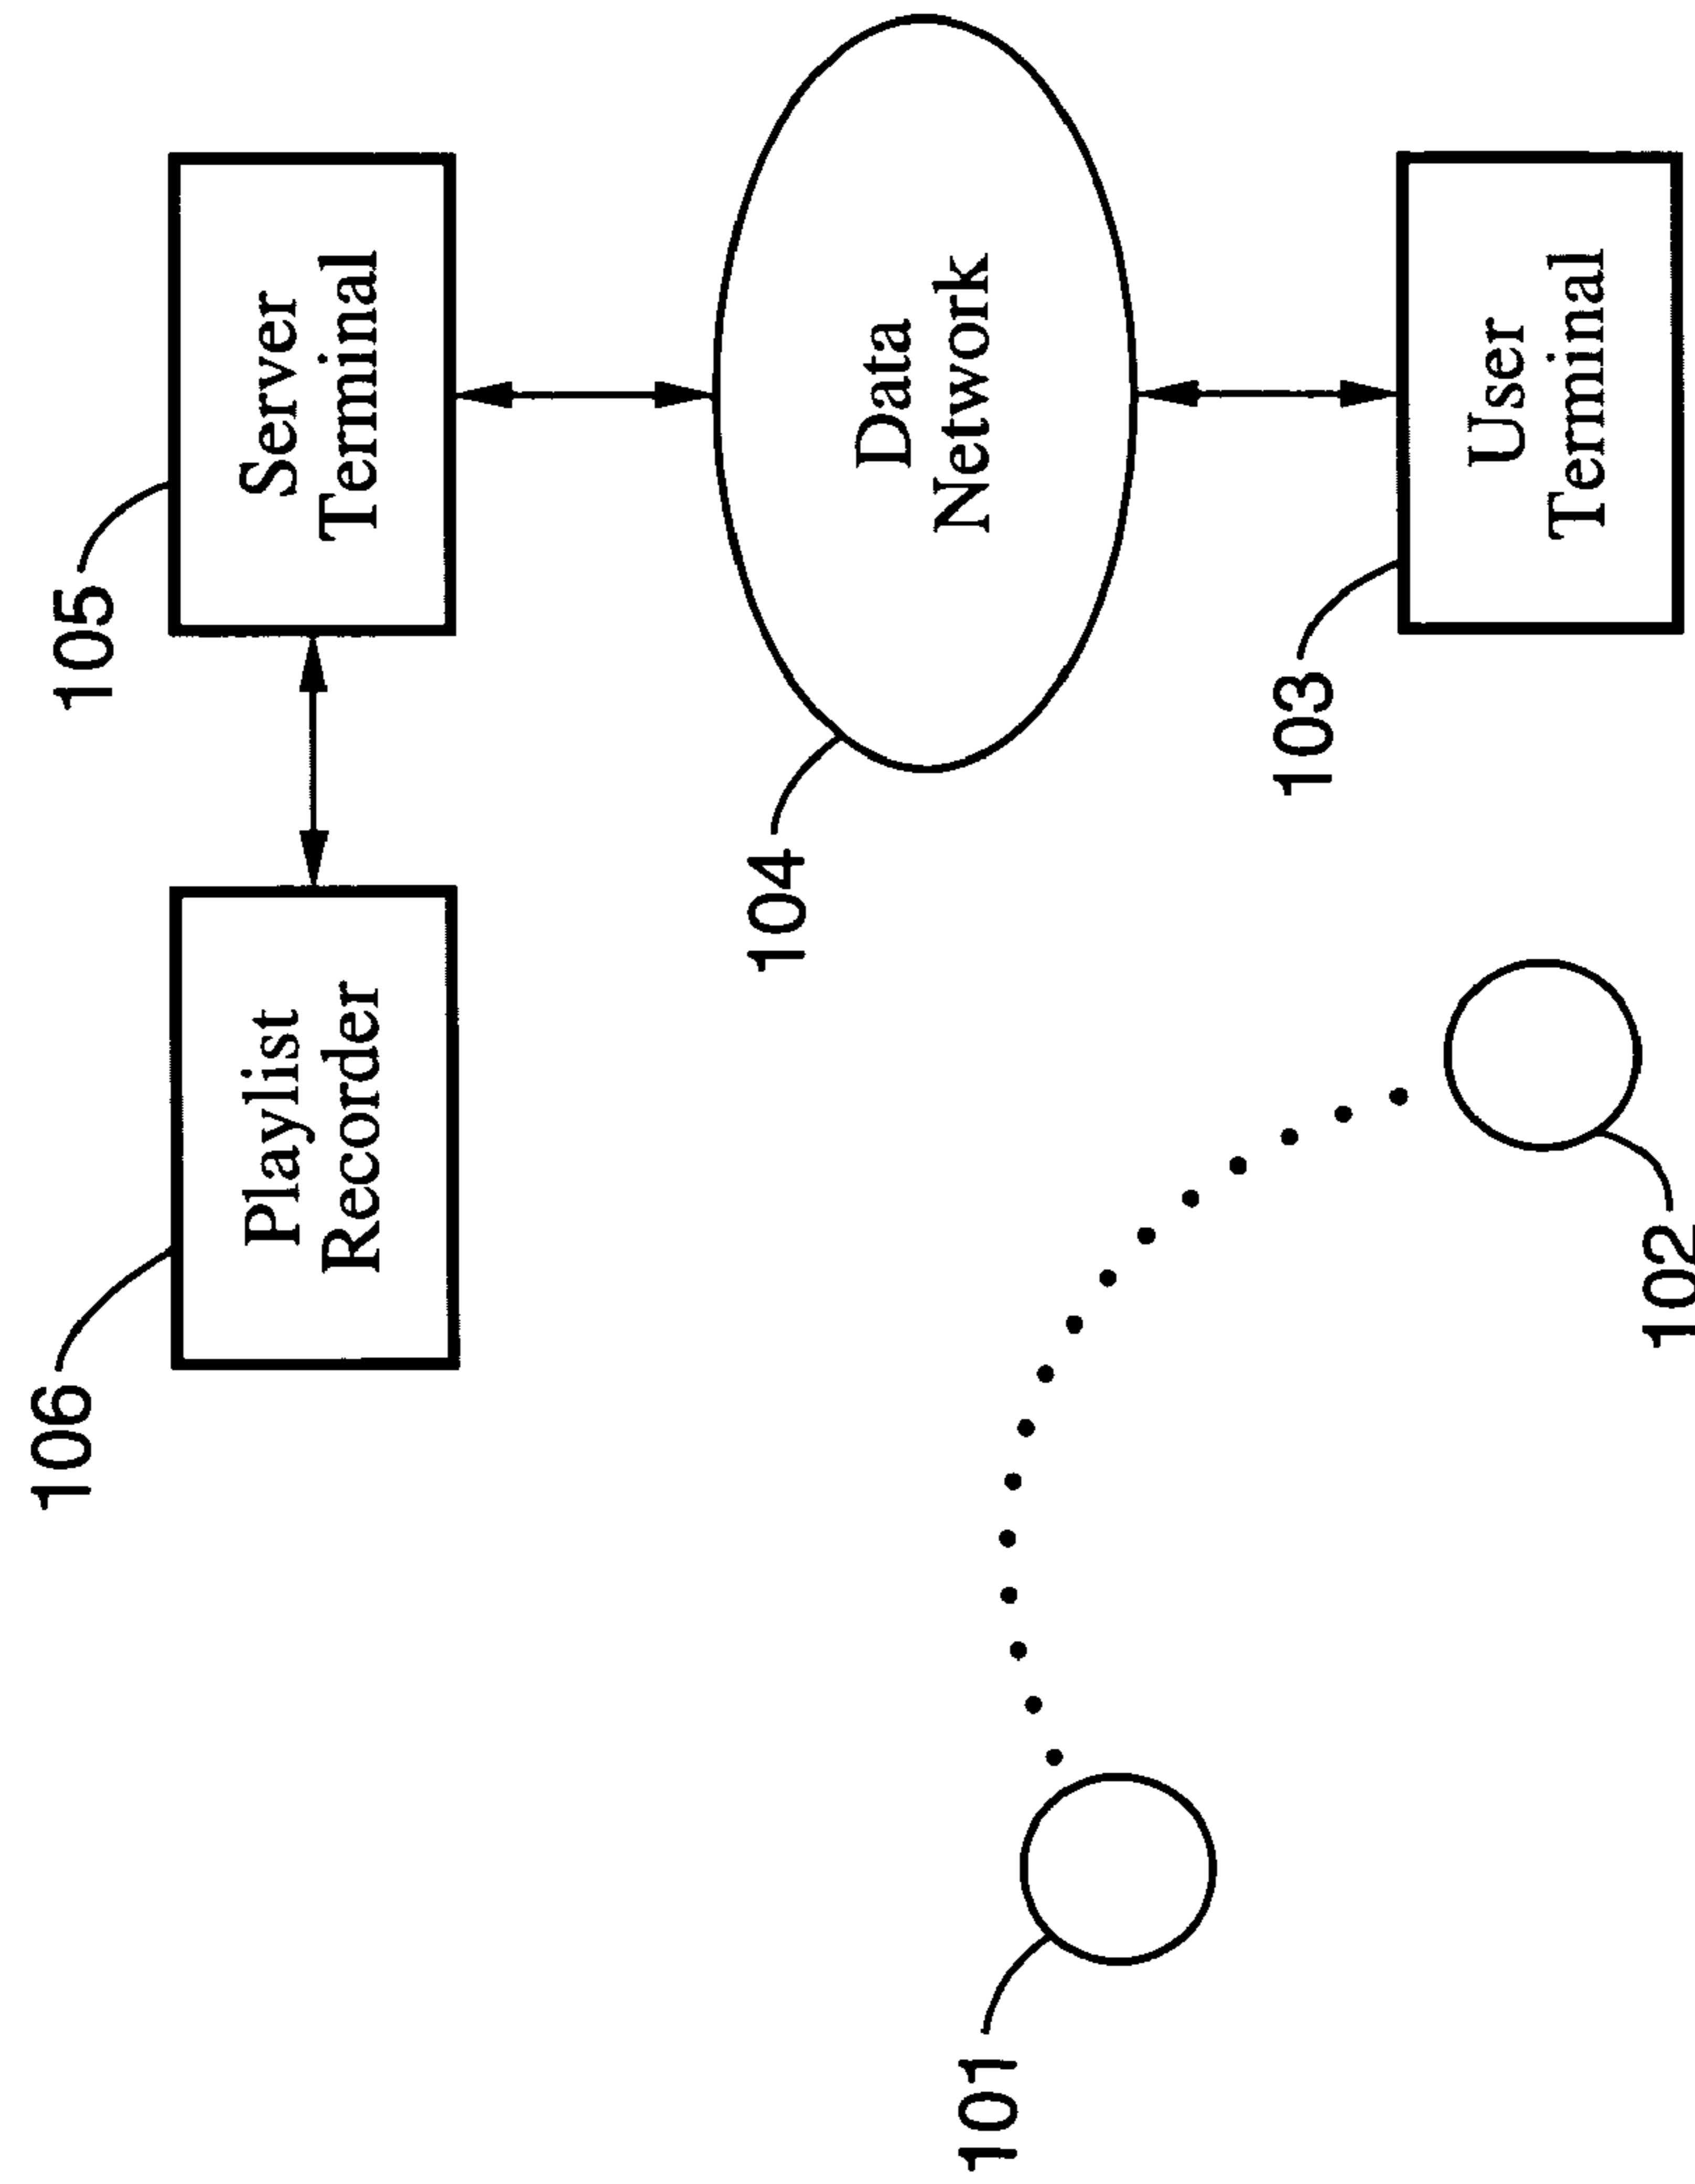 106
Playlist
Recorder
105
Server
Terminal
104
Data
Network
101
102
103
User
Terminal